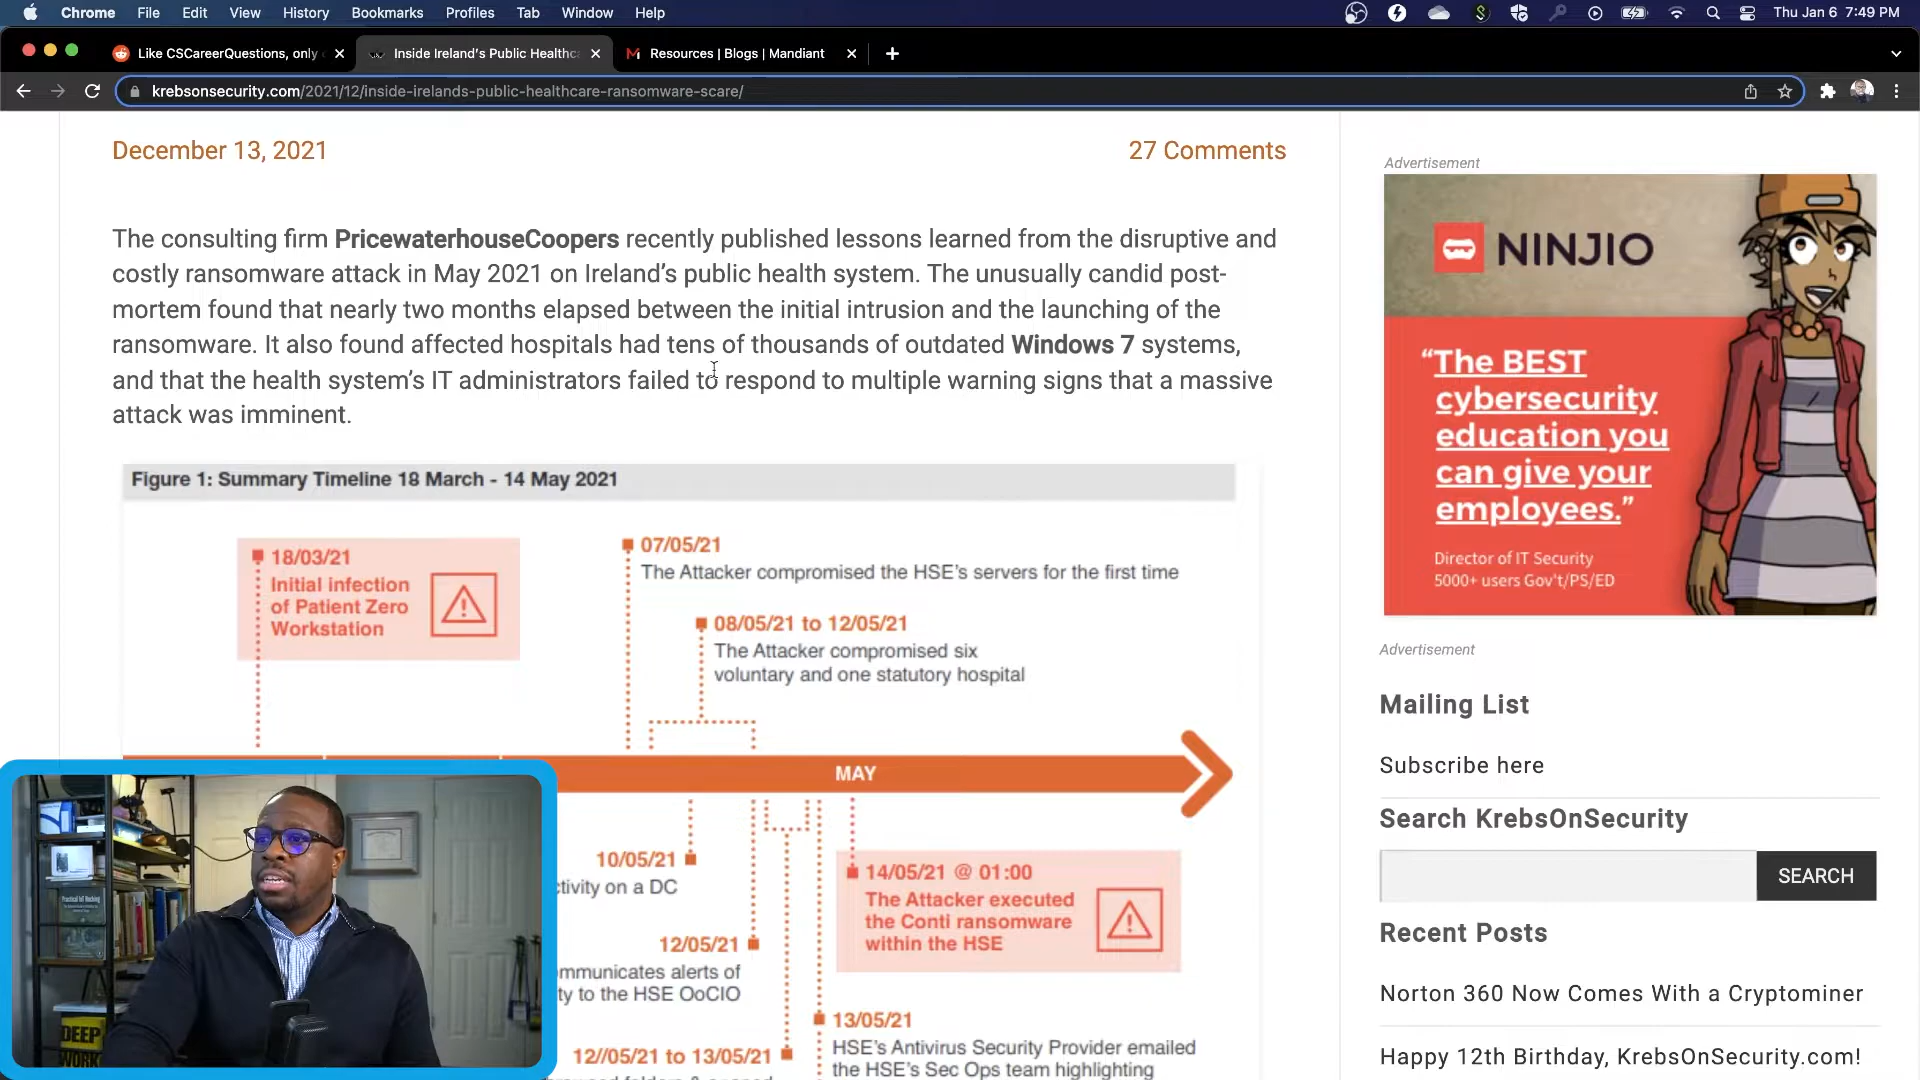 Chrome File Edit View History Bookmarks Profiles Tab Window Help
Thu Jan 6 7:49 PM
Like CSCareerQuestions, only
Inside Ireland's Public Healthc
Resources | Blogs | Mandiant
krebsonsecurity.com/2021/12/inside-irelands-public-healthcare-ransomware-scare/
December 13, 2021
27 Comments
The consulting firm PricewaterhouseCoopers recently published lessons learned from the disruptive and
costly ransomware attack in May 2021 on Ireland's public health system. The unusually candid post-
mortem found that nearly two months elapsed between the initial intrusion and the launching of the
ransomware. It also found affected hospitals had tens of thousands of outdated Windows 7 systems,
and that the health system's IT administrators failed to respond to multiple warning signs that a massive
attack was imminent.
Figure 1: Summary Timeline 18 March - 14 May 2021
18/03/21
Initial infection
of Patient Zero
Workstation
07/05/21
The Attacker compromised the HSE's servers for the first time
08/05/21 to 12/05/21
The Attacker compromised six
voluntary and one statutory hospital
MAY
10/05/21
tivity on a DC
12/05/21
mmunicates alerts of
ty to the HSE OoCIO
12//05/21 to 13/05/21
14/05/21 @ 01:00
The Attacker executed
the Conti ransomware
within the HSE
13/05/21
HSE's Antivirus Security Provider emailed
the HSE's Sec Ops team highlighting
Advertisement
NINJIO
"The BEST
cybersecurity
education you
can give your
employees."
Director of IT Security
5000+ users Gov't/PS/ED
Advertisement
Mailing List
Subscribe here
Search KrebsOnSecurity
SEARCH
Recent Posts
Norton 360 Now Comes With a Cryptominer
Happy 12th Birthday, KrebsOnSecurity.com!
DEEP
WORK